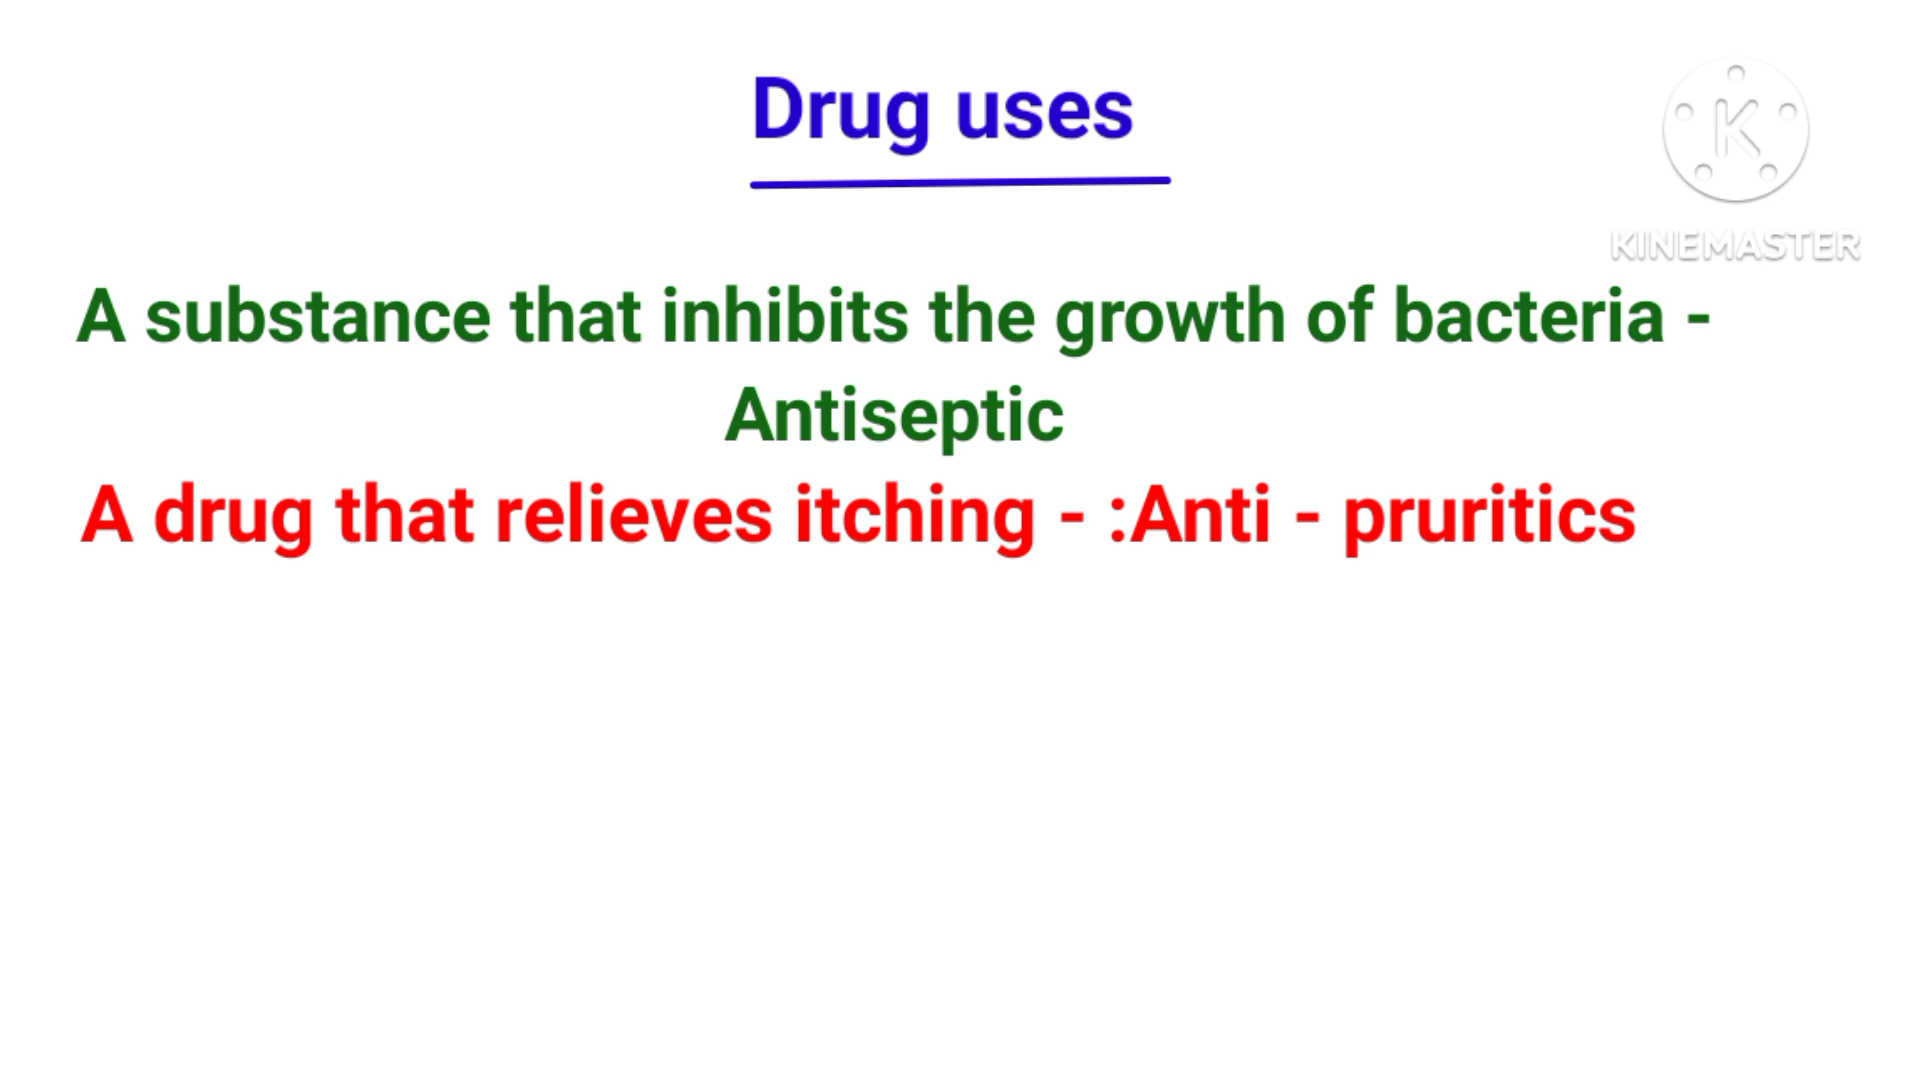 Drug uses
K
KINEMASTER
A substance that inhibits the growth of bacteria -
Antiseptic
A drug that relieves itching - :Anti - pruritics